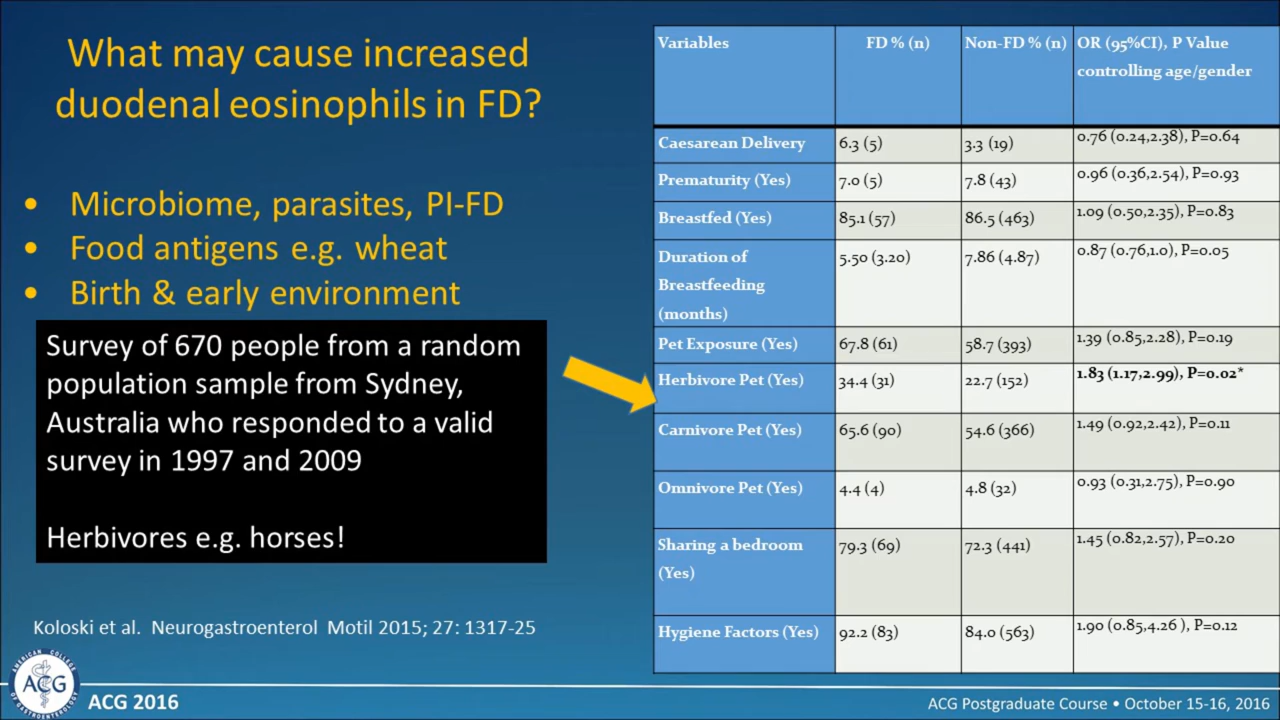 What may cause increased
duodenal eosinophils in FD?
• Microbiome, parasites, PI-FD
• Food antigens e.g. wheat
• Birth & early environment
Survey of 670 people from a random
population sample from Sydney,
Australia who responded to a valid
survey in 1997 and 2009
Herbivores e.g. horses!
Koloski et al. Neurogastroenterol Motil 2015; 27: 1317-25
Variables FD % (n) Non-FD % (n) OR (95%CI), P Value
controlling age/gender
Caesarean Delivery 6.3 (5) 3.3 (19) 0.76 (0.24,2.38), P=0.64
Prematurity (Yes) 7.0 (5) 7.8 (43) 0.96 (0.36,2.54), P=0.93
Breastfed (Yes) 85.1 (57) 86.5 (463) 1.09 (0.50,2.35), P=0.83
Duration of 5.50 (3.20) 7.86 (4.87) 0.87 (0.76,1.0), P=0.05
Breastfeeding
(months)
Pet Exposure (Yes) 67.8 (61) 58.7 (393) 1.39 (0.85,2.28), P=0.19
Herbivore Pet (Yes) 34.4 (31) 22.7 (152) 1.83 (1.17,2.99), P=0.02*
Carnivore Pet (Yes) 65.6 (90) 54.6 (366) 1.49 (0.92,2.42), P=0.11
Omnivore Pet (Yes) 4.4 (4) 4.8 (32) 0.93 (0.31,2.75), P=0.90
Sharing a bedroom 79.3 (69) 72.3 (441) 1.45 (0.82,2.57), P=0.20
(Yes)
Hygiene Factors (Yes) 92.2 (83) 84.0 (563) 1.90 (0.85,4.26 ), P=0.12
AMERICAN COLLEGE
OF GASTROENTEROLOGY
ACG
ACG 2016
ACG Postgraduate Course • October 15-16, 2016